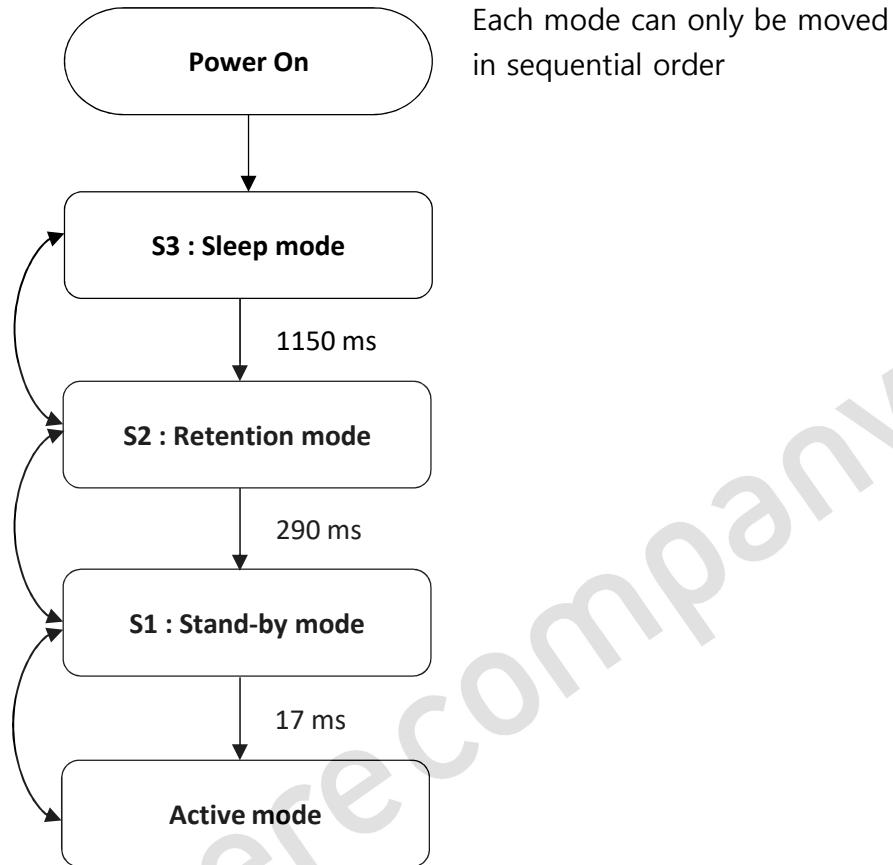 Each mode can only be moved
in sequential order
Power On
S3 : Sleep mode
1150 ms
S2 : Retention mode
290 ms
S1 : Stand-by mode
17 ms
Active mode